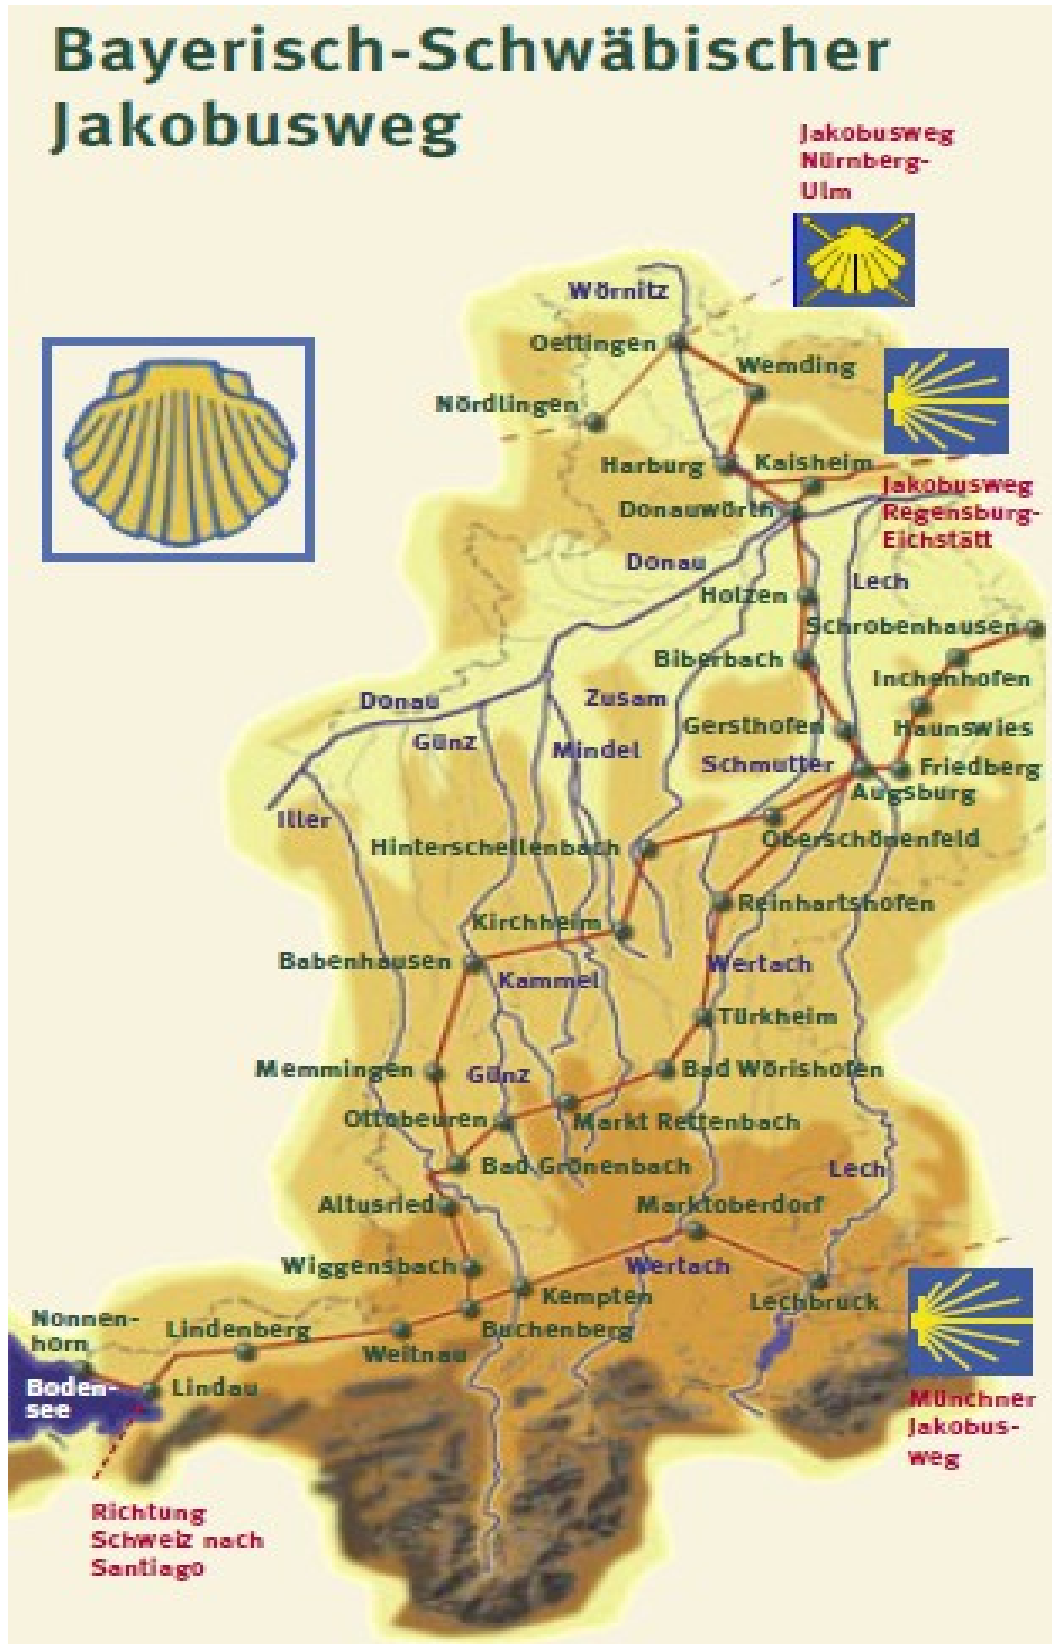 Bayerisch-Schwäbischer
Jakobusweg
Jakobusweg
Nürnberg-
Ulm
Wörnitz
Oettingen
Wemding
Nördlingen
Harburg
Kaisheim
Jakobusweg
Regensburg-
Eichstätt
Donauwörth
Donau
Lech
Holzen
Schrobenhausen
Biberbach
Inchenhofen
Donau
Zusam
Gersthofen
Haunswies
Günz
Mindel
Schmutter
Friedberg
Augsburg
Iller
Oberschönenfeld
Hinterschellenbach
Reinhartshofen
Kirchheim
Babenhausen
Wertach
Kammel
Türkheim
Memmingen
Günz
Bad Wörishofen
Ottobeuren
Markt Rettenbach
Bad Grönenbach
Lech
Altusried
Marktoberdorf
Wiggensbach
Wertach
Kempten
Lechbruck
Nonnen-
horn
Lindenberg
Buchenberg
Weitnau
Lindau
Boden-
see
Münchner
Jakobus-
weg
Richtung
Schweiz nach
Santiago